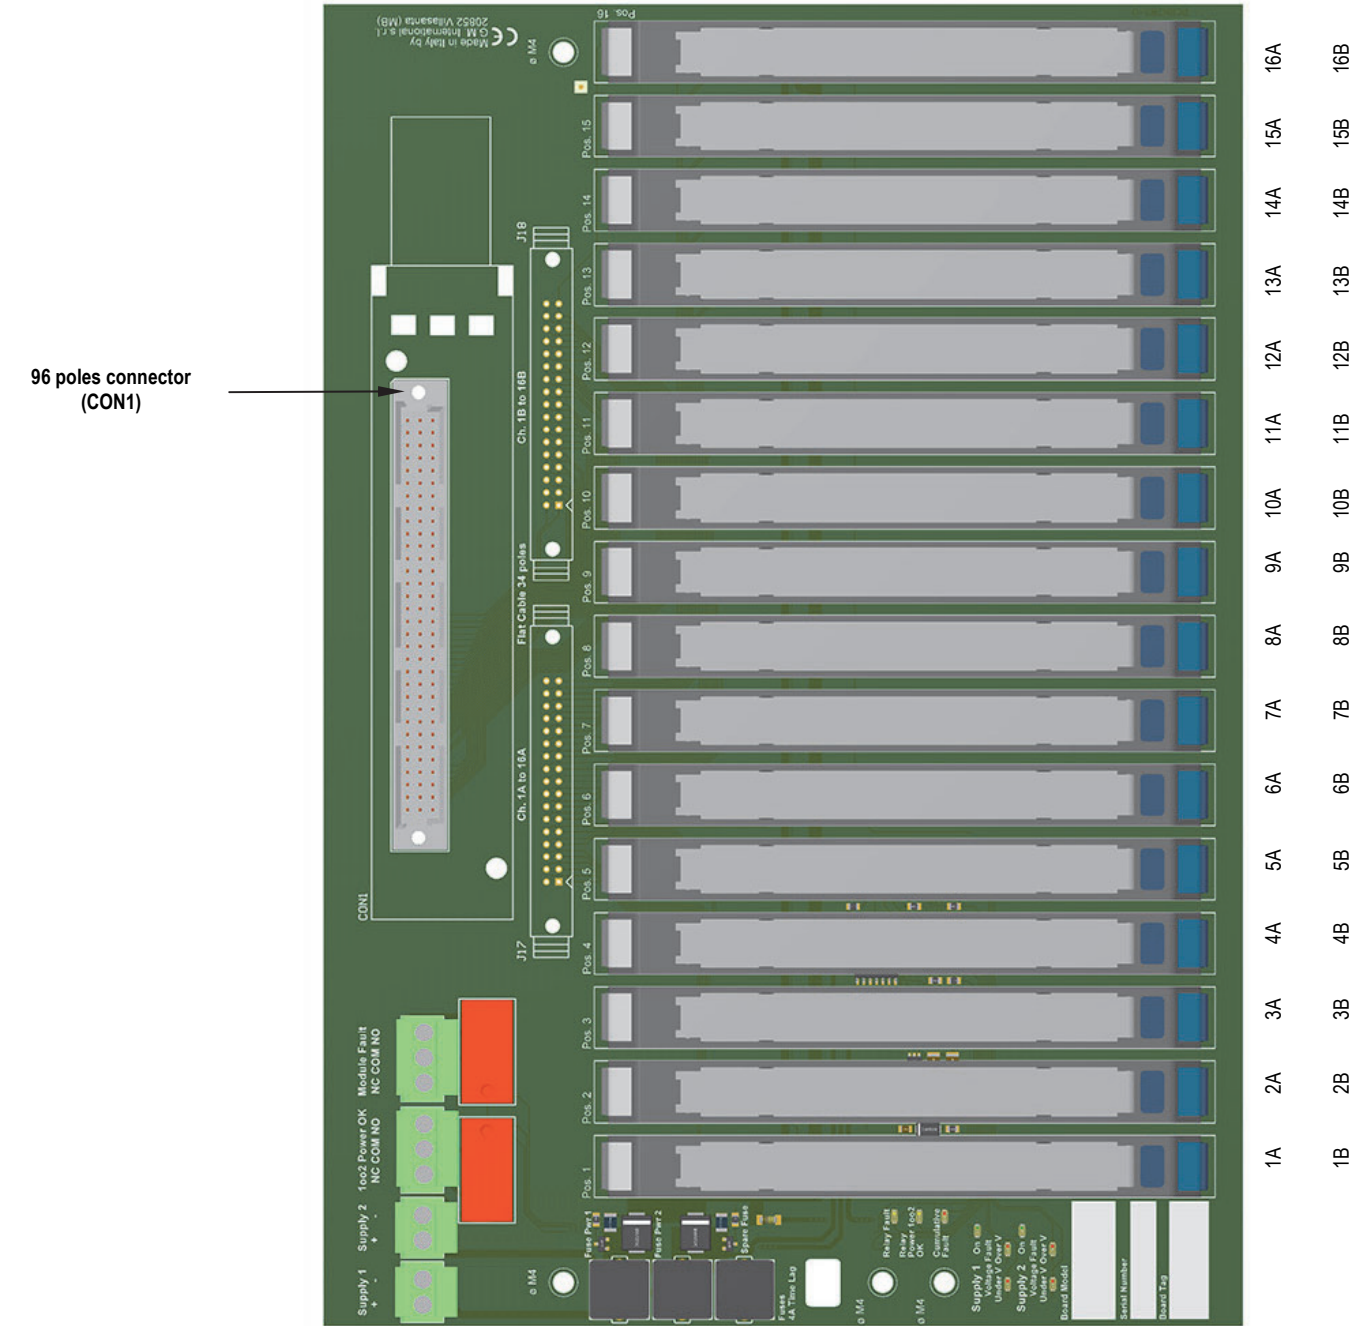 Made in Italy by
G.M. International s.r.l.
20852 Villasanta (MB)
CE
ø M4
Pos. 16
16A 16B
Pos. 15
15A 15B
Pos. 14
14A 14B
J18
Pos. 13
13A 13B
Pos. 12
12A 12B
96 poles connector
(CON1)
Ch. 1B to 16B
Pos. 11
11A 11B
Pos. 10
10A 10B
Flat Cable 34 poles
Pos. 9
9A 9B
Pos. 8
8A 8B
Pos. 7
7A 7B
Ch. 1A to 16A
Pos. 6
6A 6B
Pos. 5
5A 5B
CON1
J17
Pos. 4
4A 4B
Pos. 3
3A 3B
Module Fault
NC COM NO
Pos. 2
2A 2B
1oo2 Power OK
NC COM NO
Pos. 1
1A 1B
Supply 2
+ -
Supply 1
+ -
ø M4
Fuse Pwr 1
Fuse Pwr 2
Spare Fuse
Fuses
4A Time Lag
ø M4
Relay Fault
Relay
Power 1oo2
OK
Cumulative
Fault
ø M4
Supply 1 On
Voltage Fault
Under V Over V
Supply 2 On
Voltage Fault
Under V Over V
Board Model
Serial Number
Board Tag